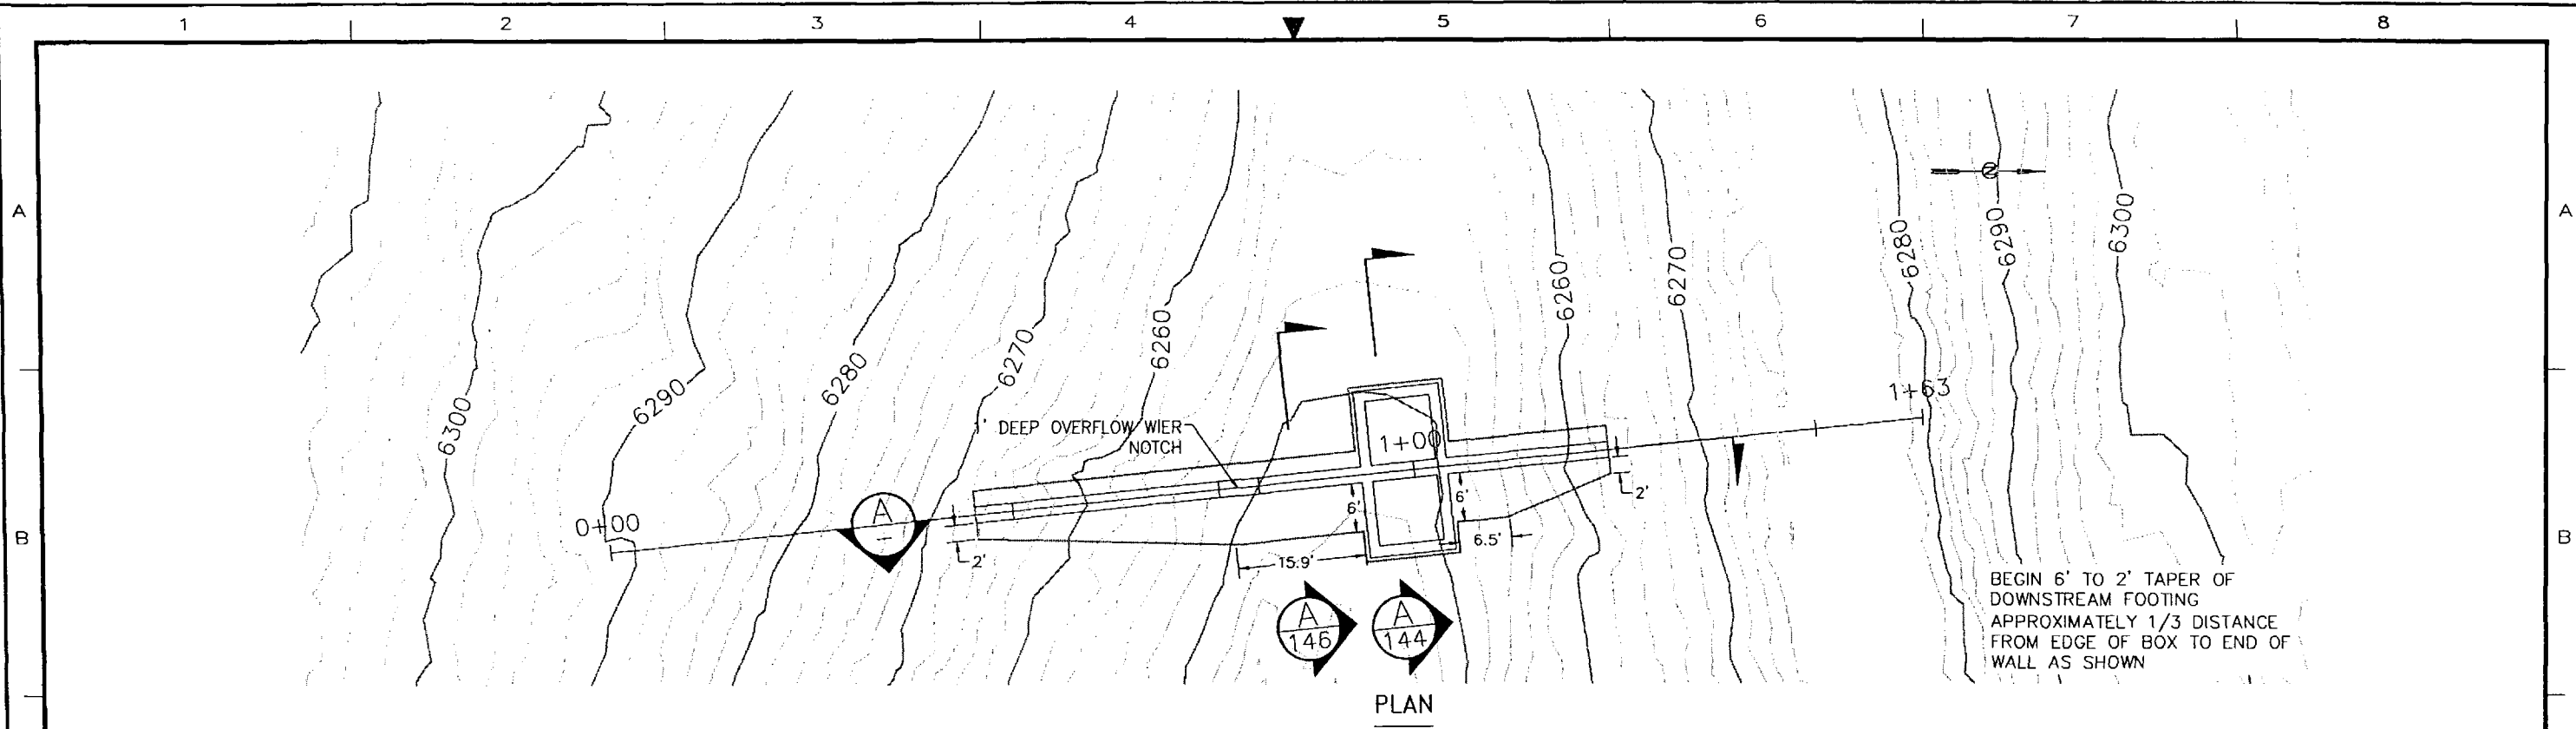 1 2 3 4 5 6 7 8
A
A
6280
6290
6300
6260
6270
6260
6270
6280
6290
6300
1+63
1' DEEP OVERFLOW WIER
NOTCH
1+00
A
-
0+00
B
B
2'
6'
6'
2'
15.9'
6.5'
A
146
A
144
BEGIN 6' TO 2' TAPER OF
DOWNSTREAM FOOTING
APPROXIMATELY 1/3 DISTANCE
FROM EDGE OF BOX TO END OF
WALL AS SHOWN
PLAN